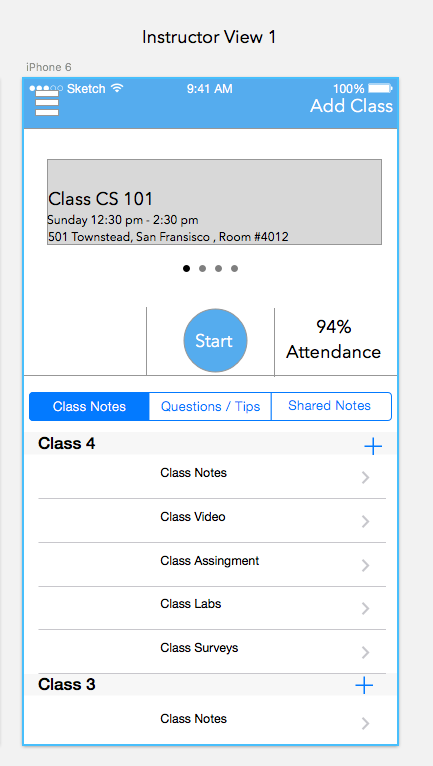 Instructor View 1
iPhone 6
Sketch 9:41 AM 100%
Add Class
Class CS 101
Sunday 12:30 pm - 2:30 pm
501 Townstead, San Fransisco , Room #4012
Start
94%
Attendance
Class Notes Questions / Tips Shared Notes
Class 4 +
Class Notes
Class Video
Class Assingment
Class Labs
Class Surveys
Class 3 +
Class Notes